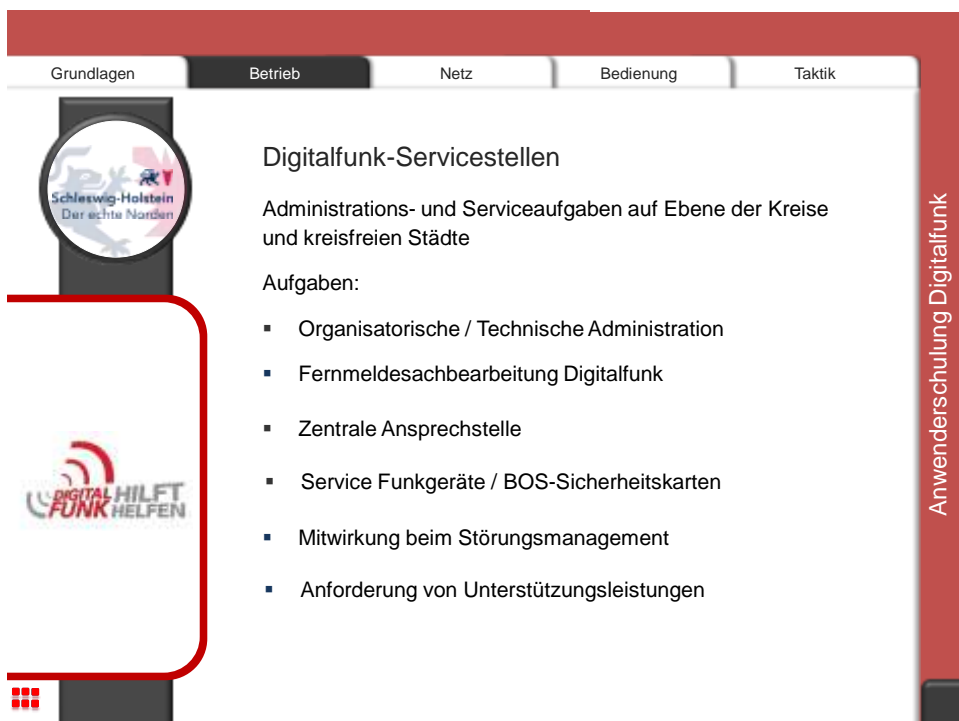 Grundlagen Betrieb Netz Bedienung Taktik
Schleswig-Holstein
Der echte Norden
Digitalfunk-Servicestellen
Administrations- und Serviceaufgaben auf Ebene der Kreise
und kreisfreien Städte
Aufgaben:
▪ Organisatorische / Technische Administration
▪ Fernmeldesachbearbeitung Digitalfunk
▪ Zentrale Ansprechstelle
▪ Service Funkgeräte / BOS-Sicherheitskarten
▪ Mitwirkung beim Störungsmanagement
▪ Anforderung von Unterstützungsleistungen
DIGITAL HILFT
FUNK HELFEN
Anwenderschulung Digitalfunk